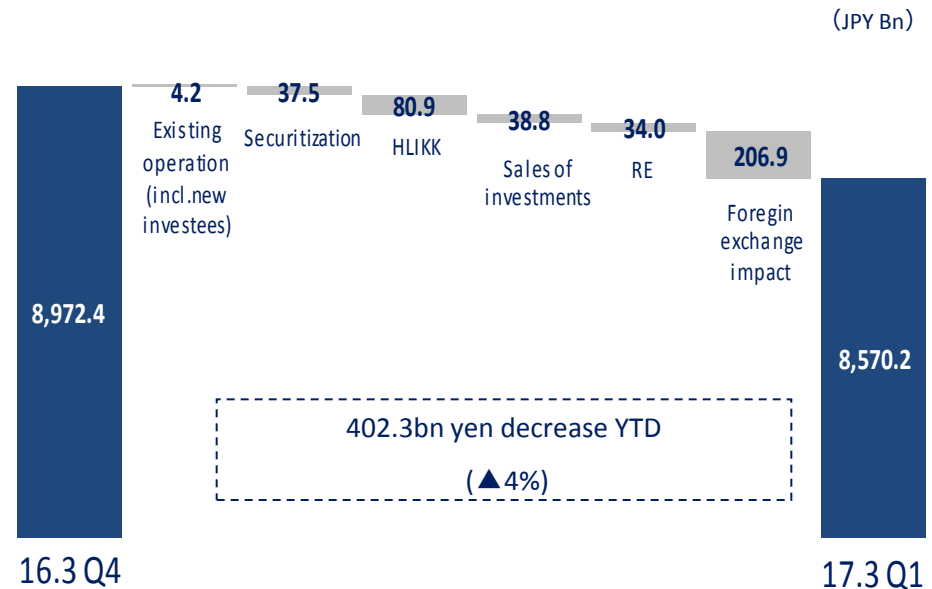 (JPY Bn)
4.2
Existing
operation
(incl.new
investees)
37.5
Securitization
80.9
HLIKK
38.8
Sales of
investments
34.0
RE
206.9
Foregin
exchange
impact
8,972.4
8,570.2
402.3bn yen decrease YTD
(▲4%)
16.3 Q4
17.3 Q1